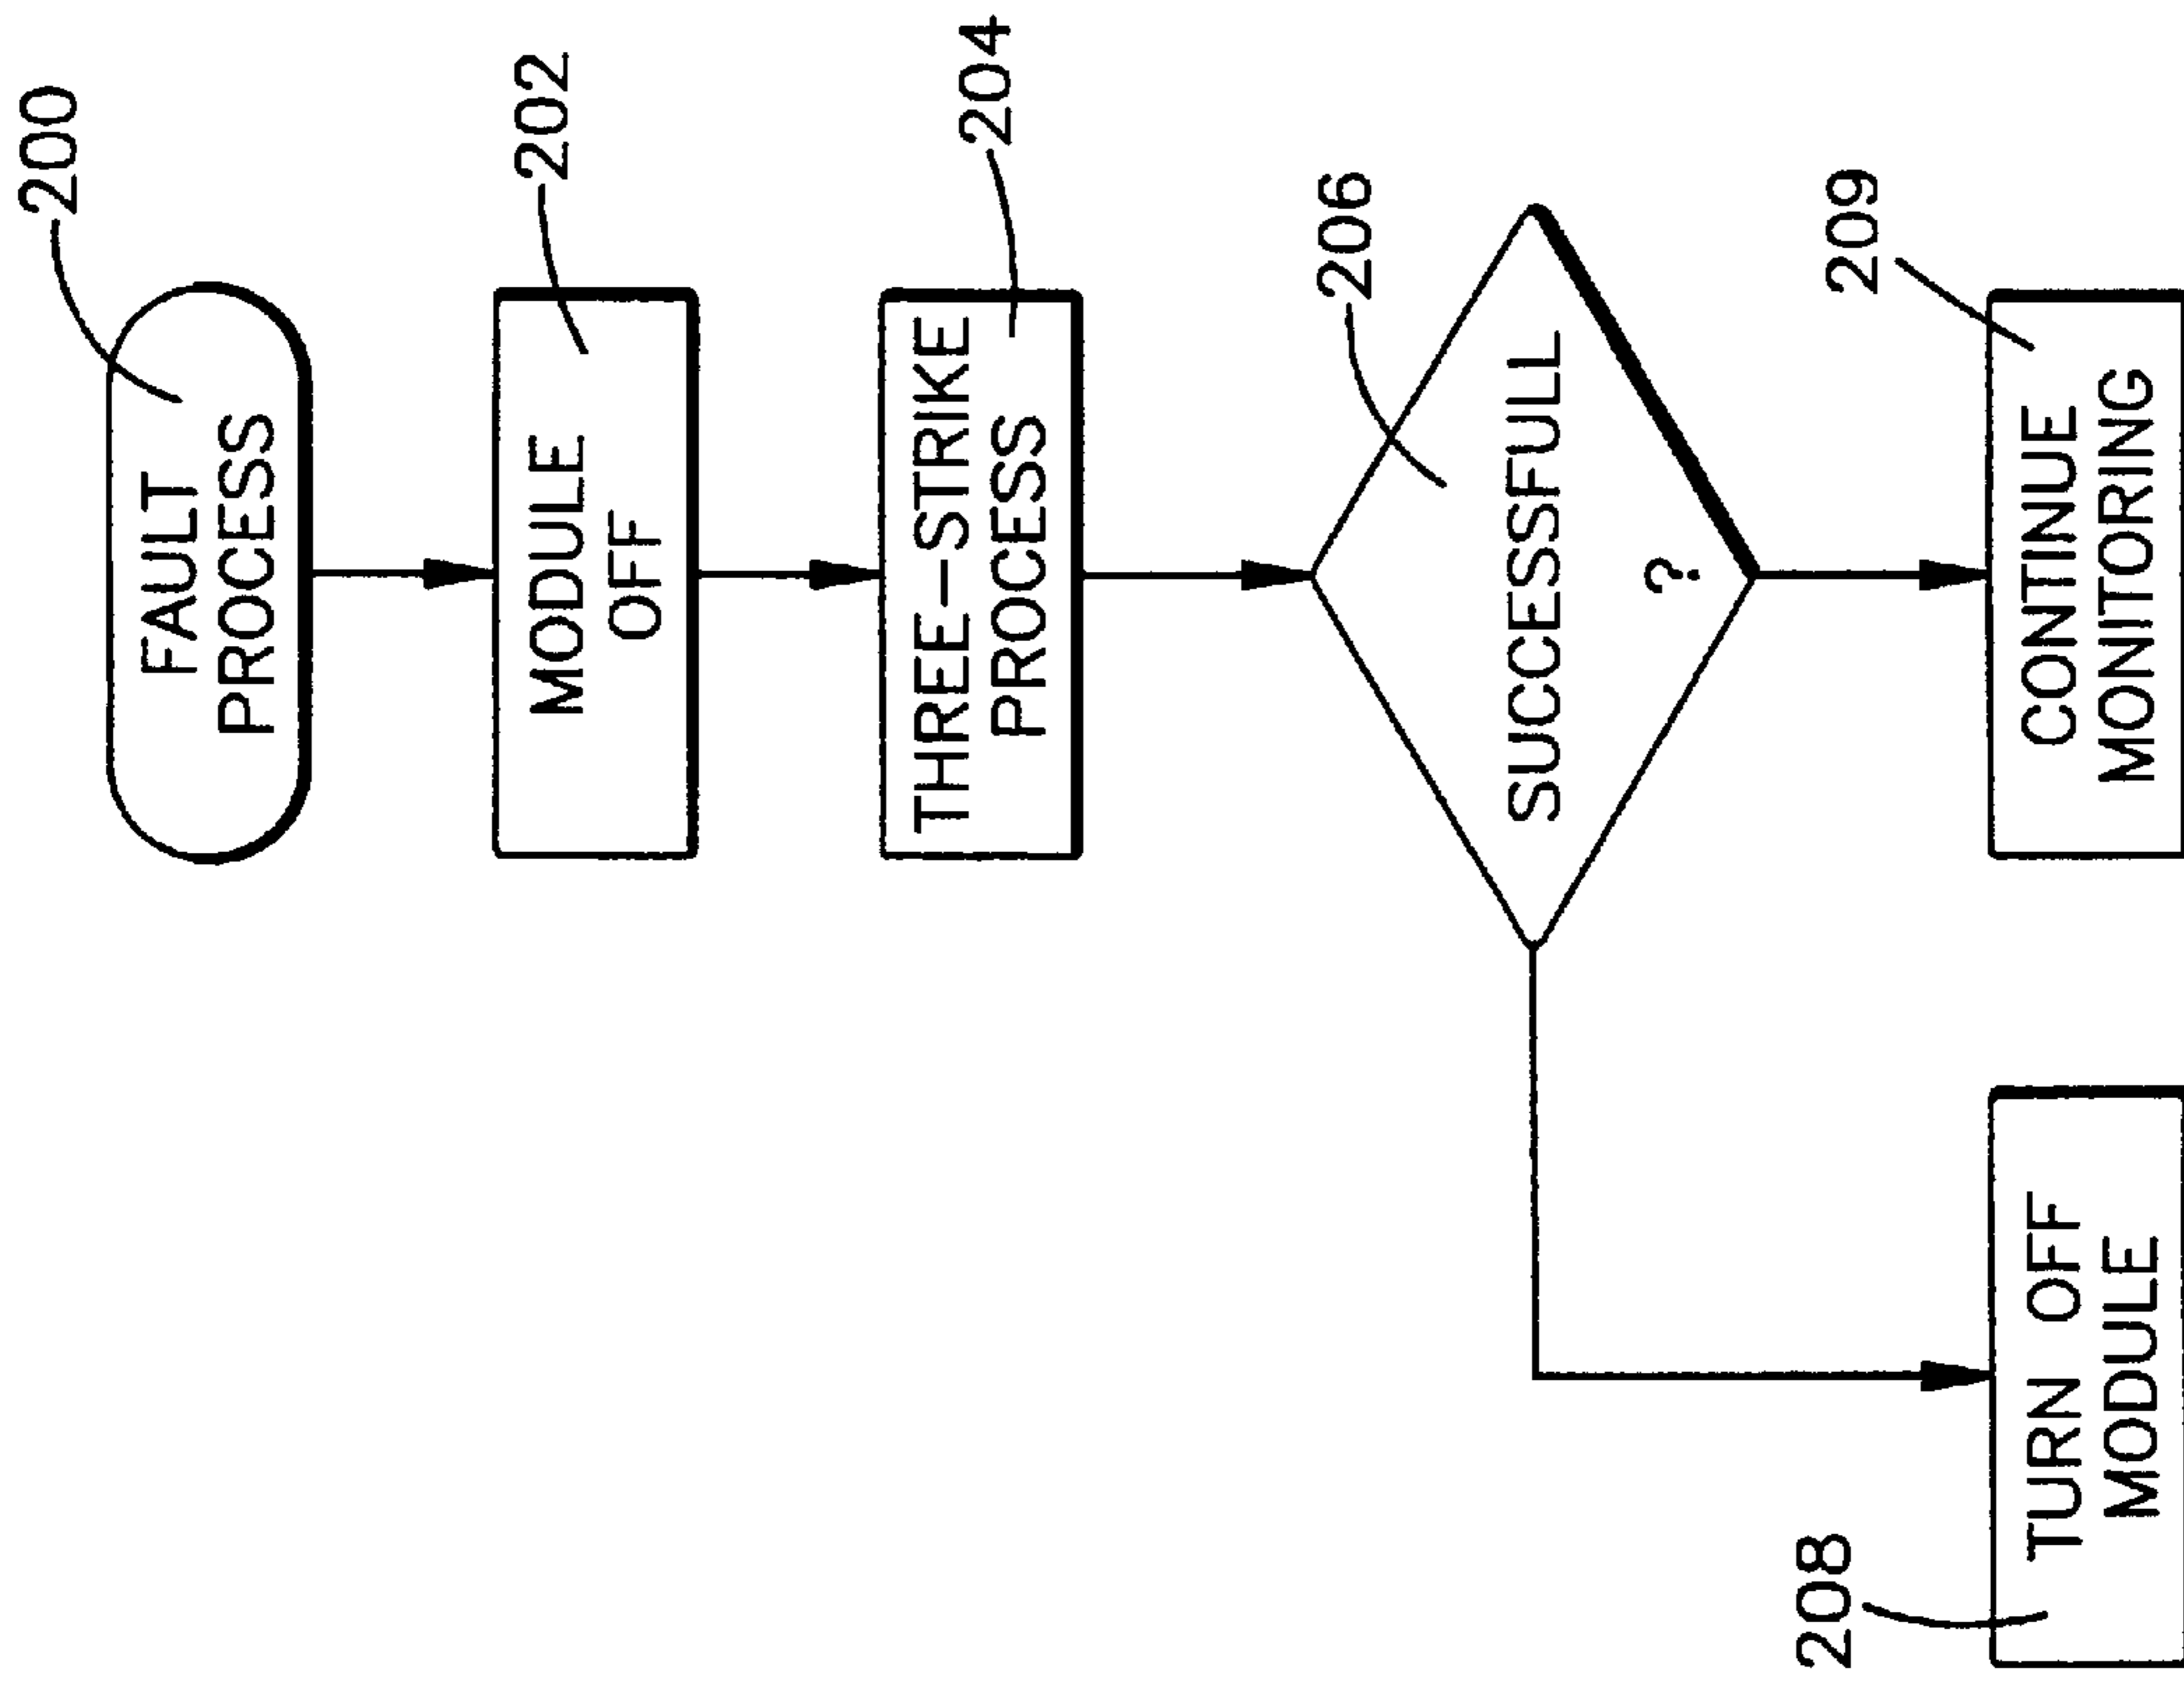 200
FAULT
PROCESS
202
MODULE
OFF
204
THREE-STRIKE
PROCESS
206
SUCCESSFULL
?
208
TURN OFF
MODULE
209
CONTINUE
MONITORING